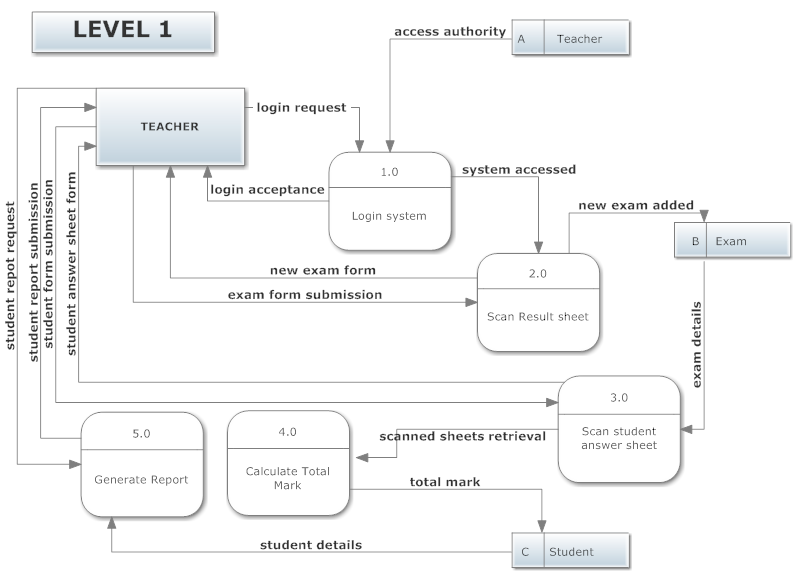 LEVEL 1
access authority
A
Teacher
TEACHER
login request
1.0
Login system
system accessed
login acceptance
new exam added
B
Exam
new exam form
exam form submission
2.0
Scan Result sheet
student repot request
student report submission
student form submission
student answer sheet form
exam details
3.0
Scan student
answer sheet
scanned sheets retrieval
5.0
Generate Report
4.0
Calculate Total
Mark
total mark
student details
C
Student